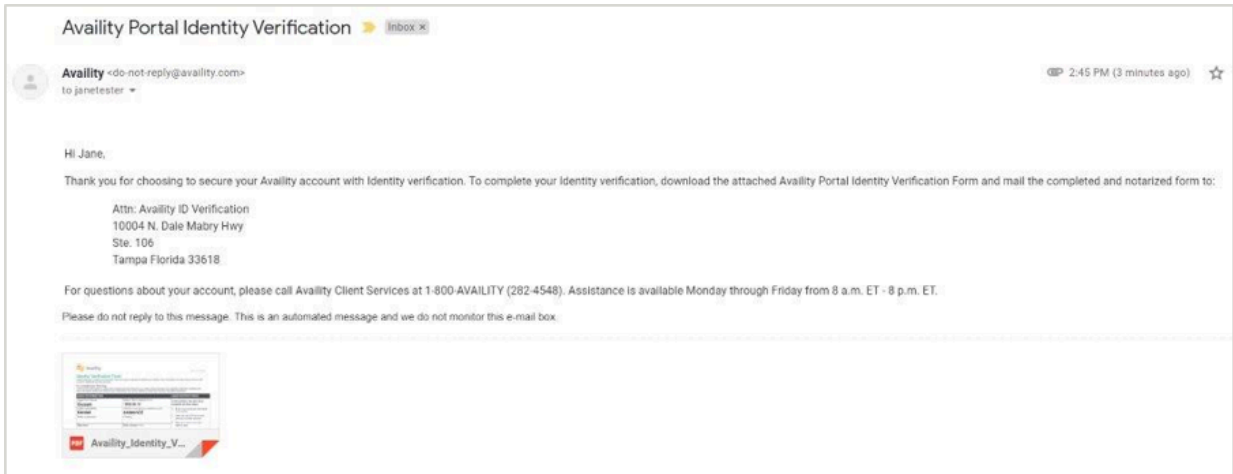 Availity Portal Identity Verification Inbox ×
Availity <do-not-reply@availity.com> 2:45 PM (3 minutes ago)
to janetester
Hi Jane,
Thank you for choosing to secure your Availity account with Identity verification. To complete your Identity verification, download the attached Availity Portal Identity Verification Form and mail the completed and notarized form to:
Attn: Availity ID Verification
10004 N. Dale Mabry Hwy
Ste. 106
Tampa Florida 33618
For questions about your account, please call Availity Client Services at 1-800-AVAILITY (282-4548). Assistance is available Monday through Friday from 8 a.m. ET - 8 p.m. ET.
Please do not reply to this message. This is an automated message and we do not monitor this e-mail box.
Availity
Identity Verification Form
PDF Availity_Identity_V...